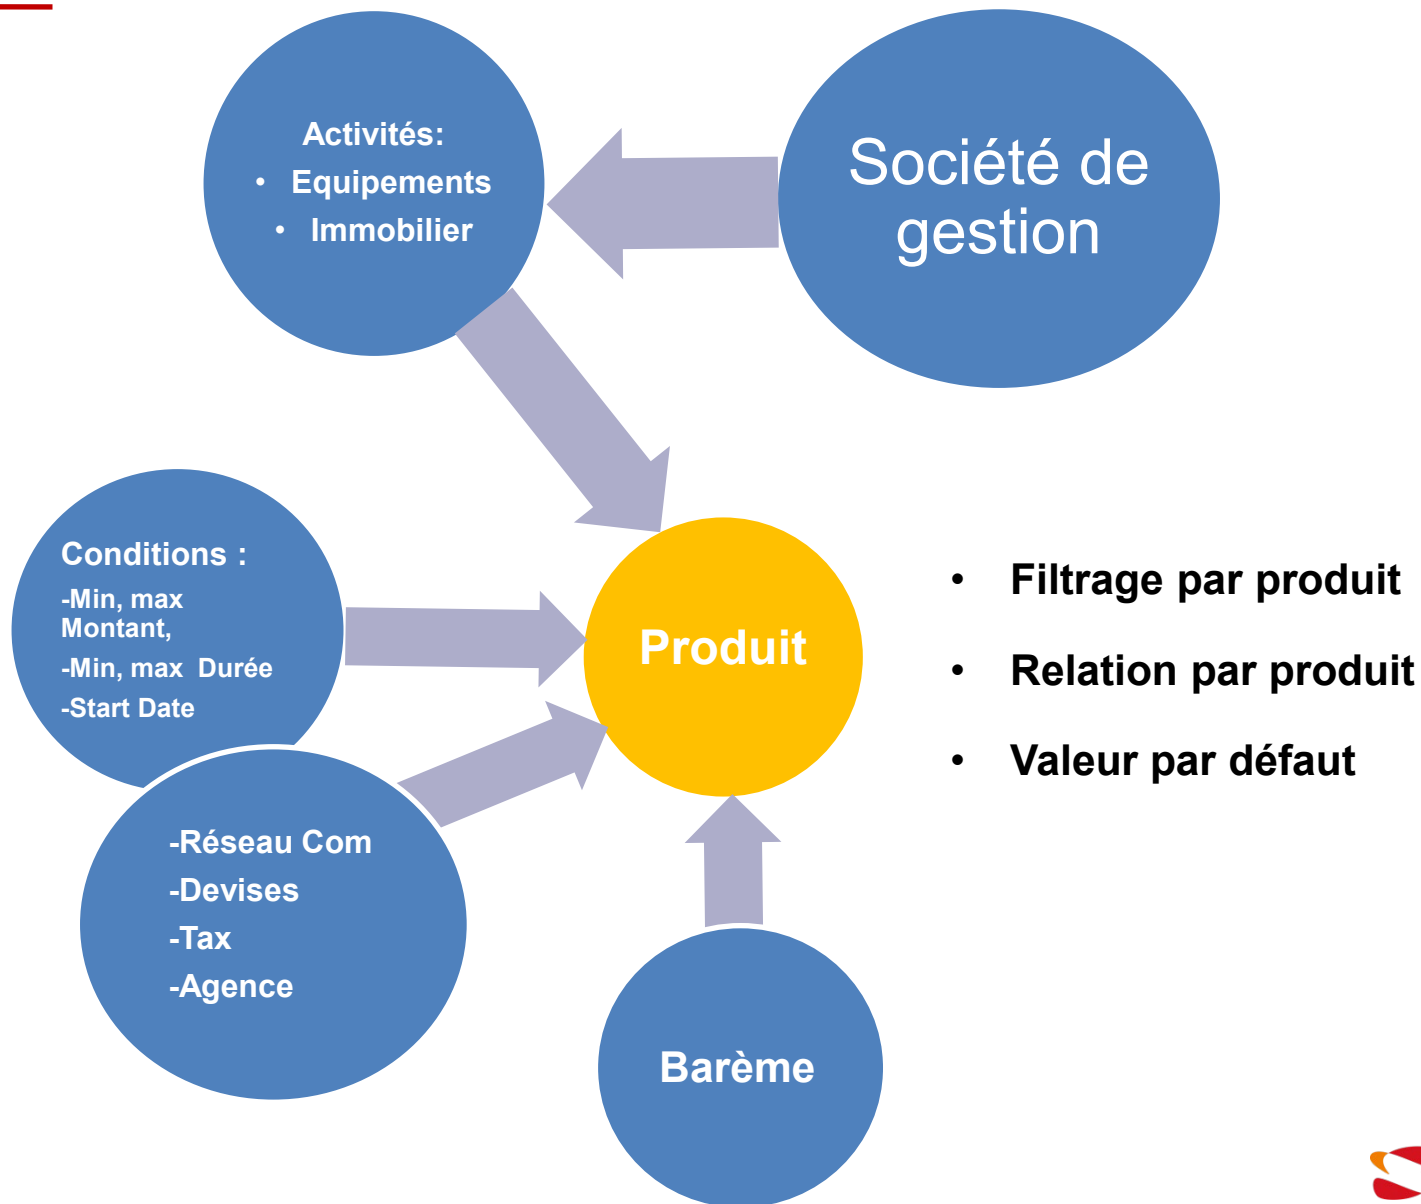 Activités:
• Equipements
• Immobilier
Société de
gestion
Conditions :
-Min, max
Montant,
-Min, max Durée
-Start Date
Produit
• Filtrage par produit
• Relation par produit
• Valeur par défaut
-Réseau Com
-Devises
-Tax
-Agence
Barème